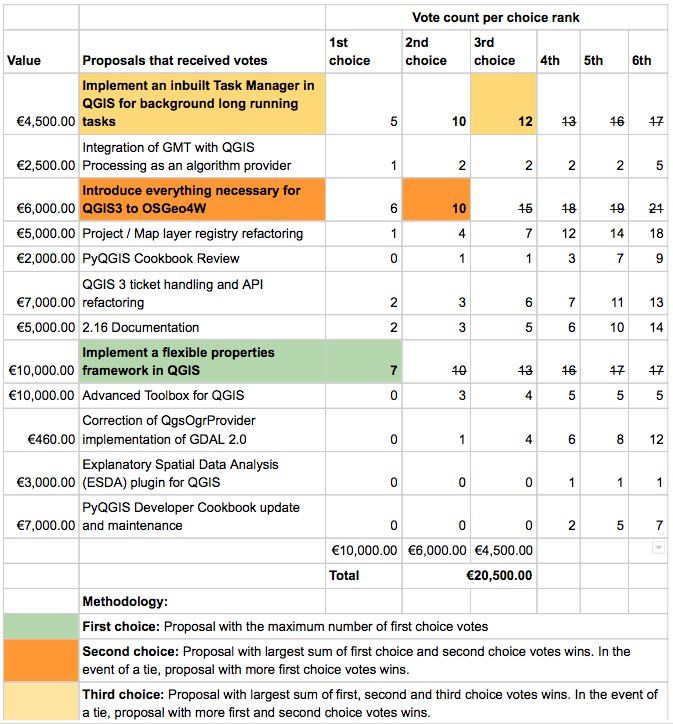 Vote count per choice rank
Value Proposals that received votes 1st choice 2nd choice 3rd choice 4th 5th 6th
Implement an inbuilt Task Manager in
QGIS for background long running
€4,500.00 tasks 5 10 12 13 16 17
Integration of GMT with QGIS
€2,500.00 Processing as an algorithm provider 1 2 2 2 2 5
Introduce everything necessary for
€6,000.00 QGIS3 to OSGeo4W 6 10 15 18 19 21
€5,000.00 Project / Map layer registry refactoring 1 4 7 12 14 18
€2,000.00 PyQGIS Cookbook Review 0 1 1 3 7 9
QGIS 3 ticket handling and API
€7,000.00 refactoring 2 3 6 7 11 13
€5,000.00 2.16 Documentation 2 3 5 6 10 14
Implement a flexible properties
€10,000.00 framework in QGIS 7 10 13 16 17 17
€10,000.00 Advanced Toolbox for QGIS 0 3 4 5 5 5
Correction of QgsOgrProvider
€460.00 implementation of GDAL 2.0 0 1 4 6 8 12
Explanatory Spatial Data Analysis
€3,000.00 (ESDA) plugin for QGIS 0 0 0 1 1 1
PyQGIS Developer Cookbook update
€7,000.00 and maintenance 0 0 0 2 5 7
€10,000.00 €6,000.00 €4,500.00
Total €20,500.00
Methodology:
First choice: Proposal with the maximum number of first choice votes
Second choice: Proposal with largest sum of first choice and second choice votes wins. In the
event of a tie, proposal with more first choice votes wins.
Third choice: Proposal with largest sum of first, second and third choice votes wins. In the event of
a tie, proposal with more first and second choice votes wins.